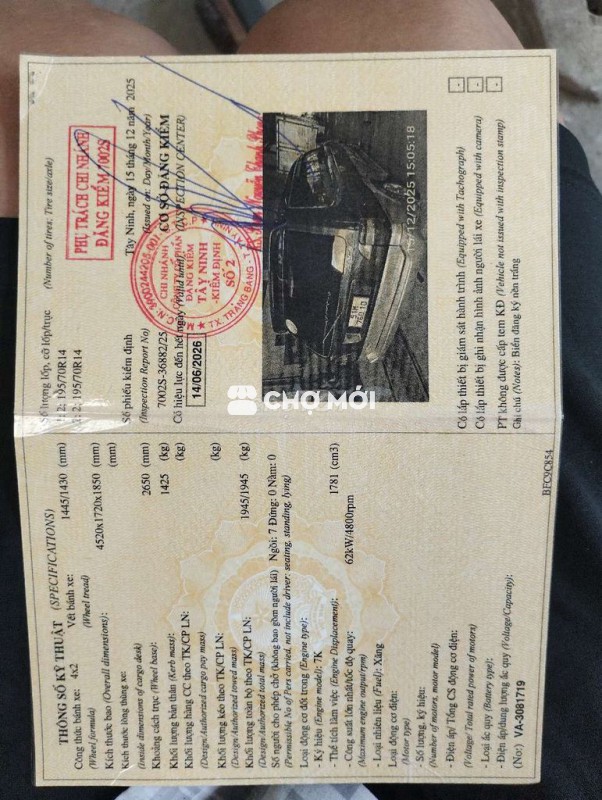 THÔNG SỐ KỸ THUẬT (SPECIFICATIONS)
Công thức bánh xe: 4x2 Vết bánh xe: 1445/1430 (mm)
(Wheel formula) (Wheel tread)
Kích thước bao (Overall dimensions): 4520x1720x1850 (mm)
Kích thước lòng thùng xe: (mm)
(Inside dimensions of cargo desk)
Khoảng cách trục (Wheel base): 2650 (mm)
Khối lượng bản thân (Kerb mass): 1425 (kg)
Khối lượng hàng CC theo TK/CP LN: (kg)
(Design/Authorized cargo pay mass)
Khối lượng kéo theo TK/CP LN: (kg)
(Design/Authorized towed mass)
Khối lượng toàn bộ theo TK/CP LN: 1945/1945 (kg)
(Design/Authorized total mass)
Số người cho phép chở (không bao gồm người lái) Ngồi: 7 Đứng: 0 Nằm: 0
(Permissible No of Pers carried, not include driver: seating, standing, lying)
Loại động cơ đốt trong (Engine type):
- Ký hiệu (Engine model): 7K
- Thể tích làm việc (Engine Displacement): 1781 (cm3)
- Công suất lớn nhất/tốc độ quay: 62kW/4800rpm
(Maximum engine output/rpm)
- Loại nhiên liệu (Fuel): Xăng
Loại động cơ điện:
(Motor type)
Số lượng, ký hiệu:
(Number of motors, motor model)
- Điện áp/ Tổng CS động cơ điện:
(Voltage/ Total rated power of motors)
- Loại ắc quy (Battery type):
- Điện áp/dung lượng ắc quy (Voltage/Capacity):
(No:) VA-3081719
BFC9C854
Số lượng lốp, cỡ lốp/trục (Number of tires: Tire size/axle)
1: 2; 195/70R14
2: 2; 195/70R14
PHỤ TRÁCH CHI NHÁNH
ĐĂNG KIỂM 7002S
Số phiếu kiểm định Tây Ninh, ngày 15 tháng 12 năm 2025
(Inspection Report No) (Issued on: Day/Month/Year)
7002S-36882/25 CƠ SỞ ĐĂNG KIỂM
Có hiệu lực đến hết ngày (Valid until) (INSPECTION CENTER)
14/06/2026
CHI NHÁNH
ĐĂNG KIỂM
TÂY NINH
-KIỂM ĐỊNH
SỐ 2
TX. TRẢNG BÀNG - T.
15/12/2025 15:05:18
CHỢ MỚI
Có lắp thiết bị giám sát hành trình (Equipped with Tachograph)
Có lắp thiết bị ghi nhận hình ảnh người lái xe (Equipped with camera)
PT không được cấp tem KĐ (Vehicle not issued with inspection stamp)
Ghi chú (Notes): Biển đăng ký nền trắng